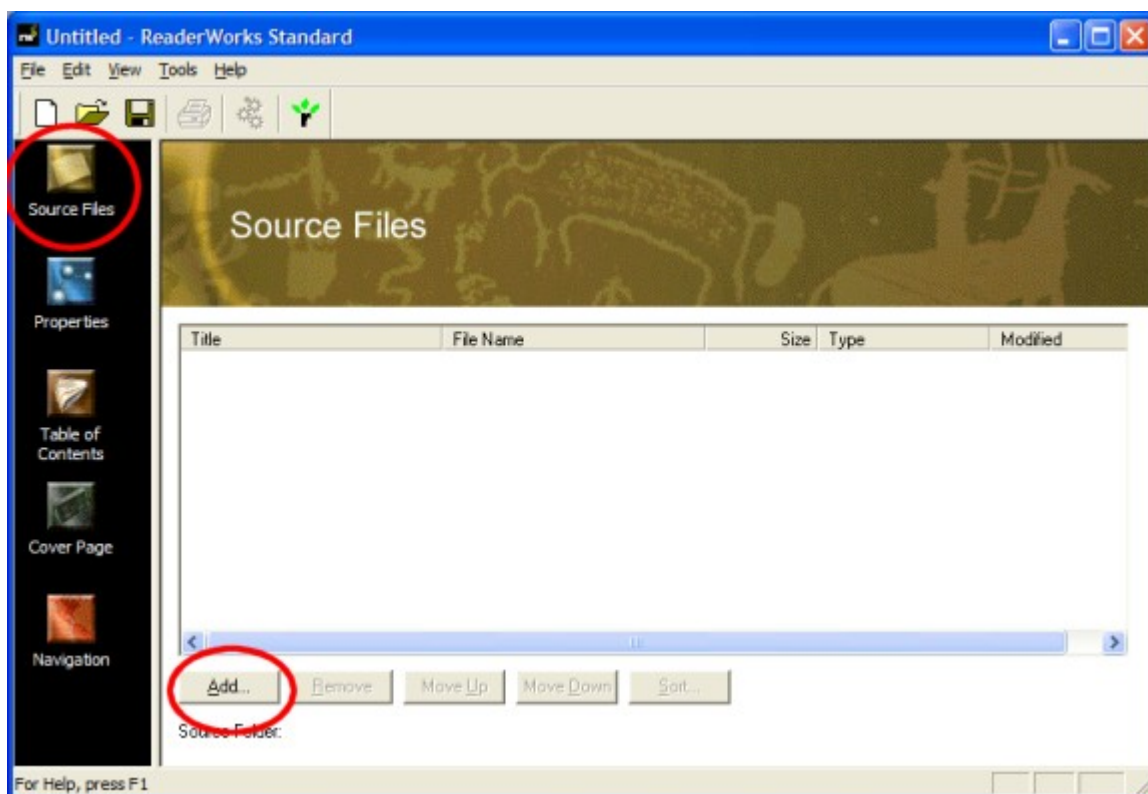 Untitled - ReaderWorks Standard
File Edit View Tools Help
Source Files
Source Files
Properties
Title File Name Size Type Modified
Table of
Contents
Cover Page
Navigation
Add... Remove Move Up Move Down Sort...
Source Folder:
For Help, press F1